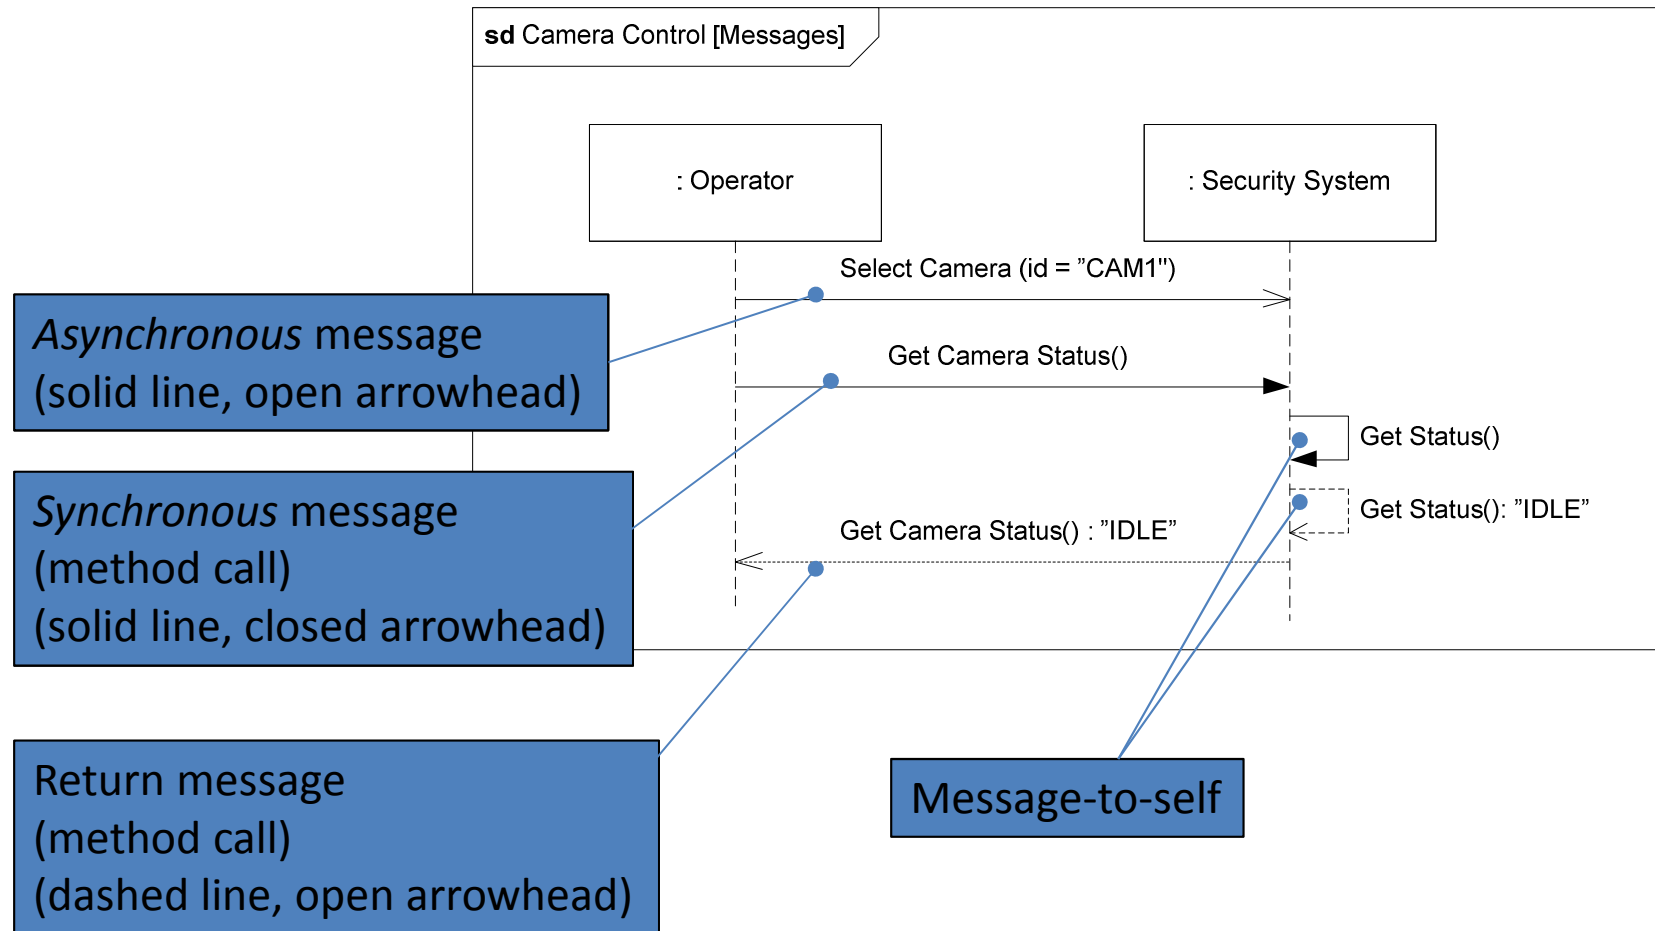 sd Camera Control [Messages]
: Operator
: Security System
Select Camera (id = ”CAM1")
Asynchronous message
(solid line, open arrowhead)
Get Camera Status()
Get Status()
Synchronous message
(method call)
(solid line, closed arrowhead)
Get Status(): ”IDLE”
Get Camera Status() : ”IDLE”
Return message
(method call)
(dashed line, open arrowhead)
Message-to-self